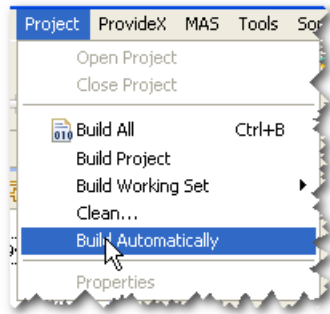 Project ProvideX MAS Tools
Open Project
Close Project
010 Build All Ctrl+B
Build Project
Build Working Set
Clean...
Build Automatically
Properties